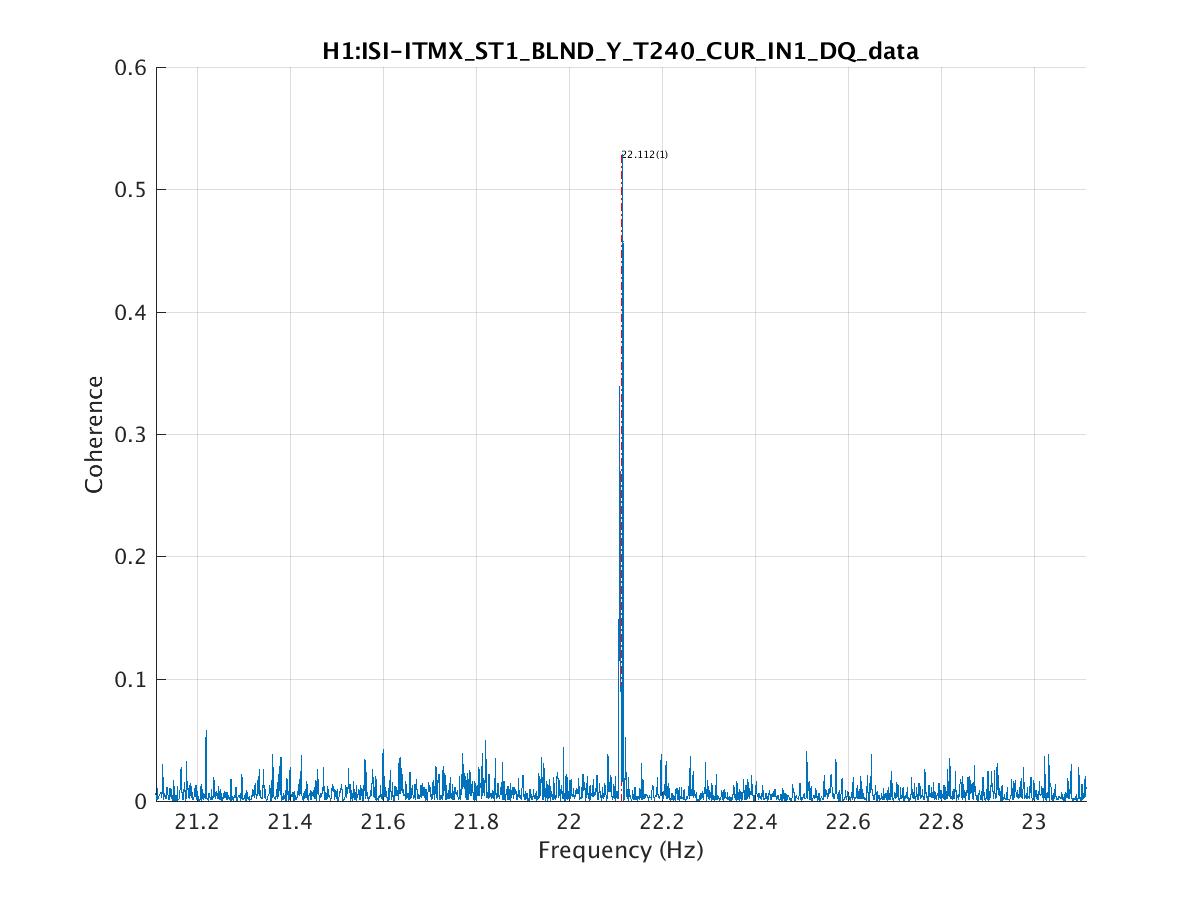 H1:ISI-ITMX_ST1_BLND_Y_T240_CUR_IN1_DQ_data
0.6
22.112(1)
0.5
0.4
0.3
0.2
0.1
0
Coherence
21.2 21.4 21.6 21.8 22 22.2 22.4 22.6 22.8 23
Frequency (Hz)